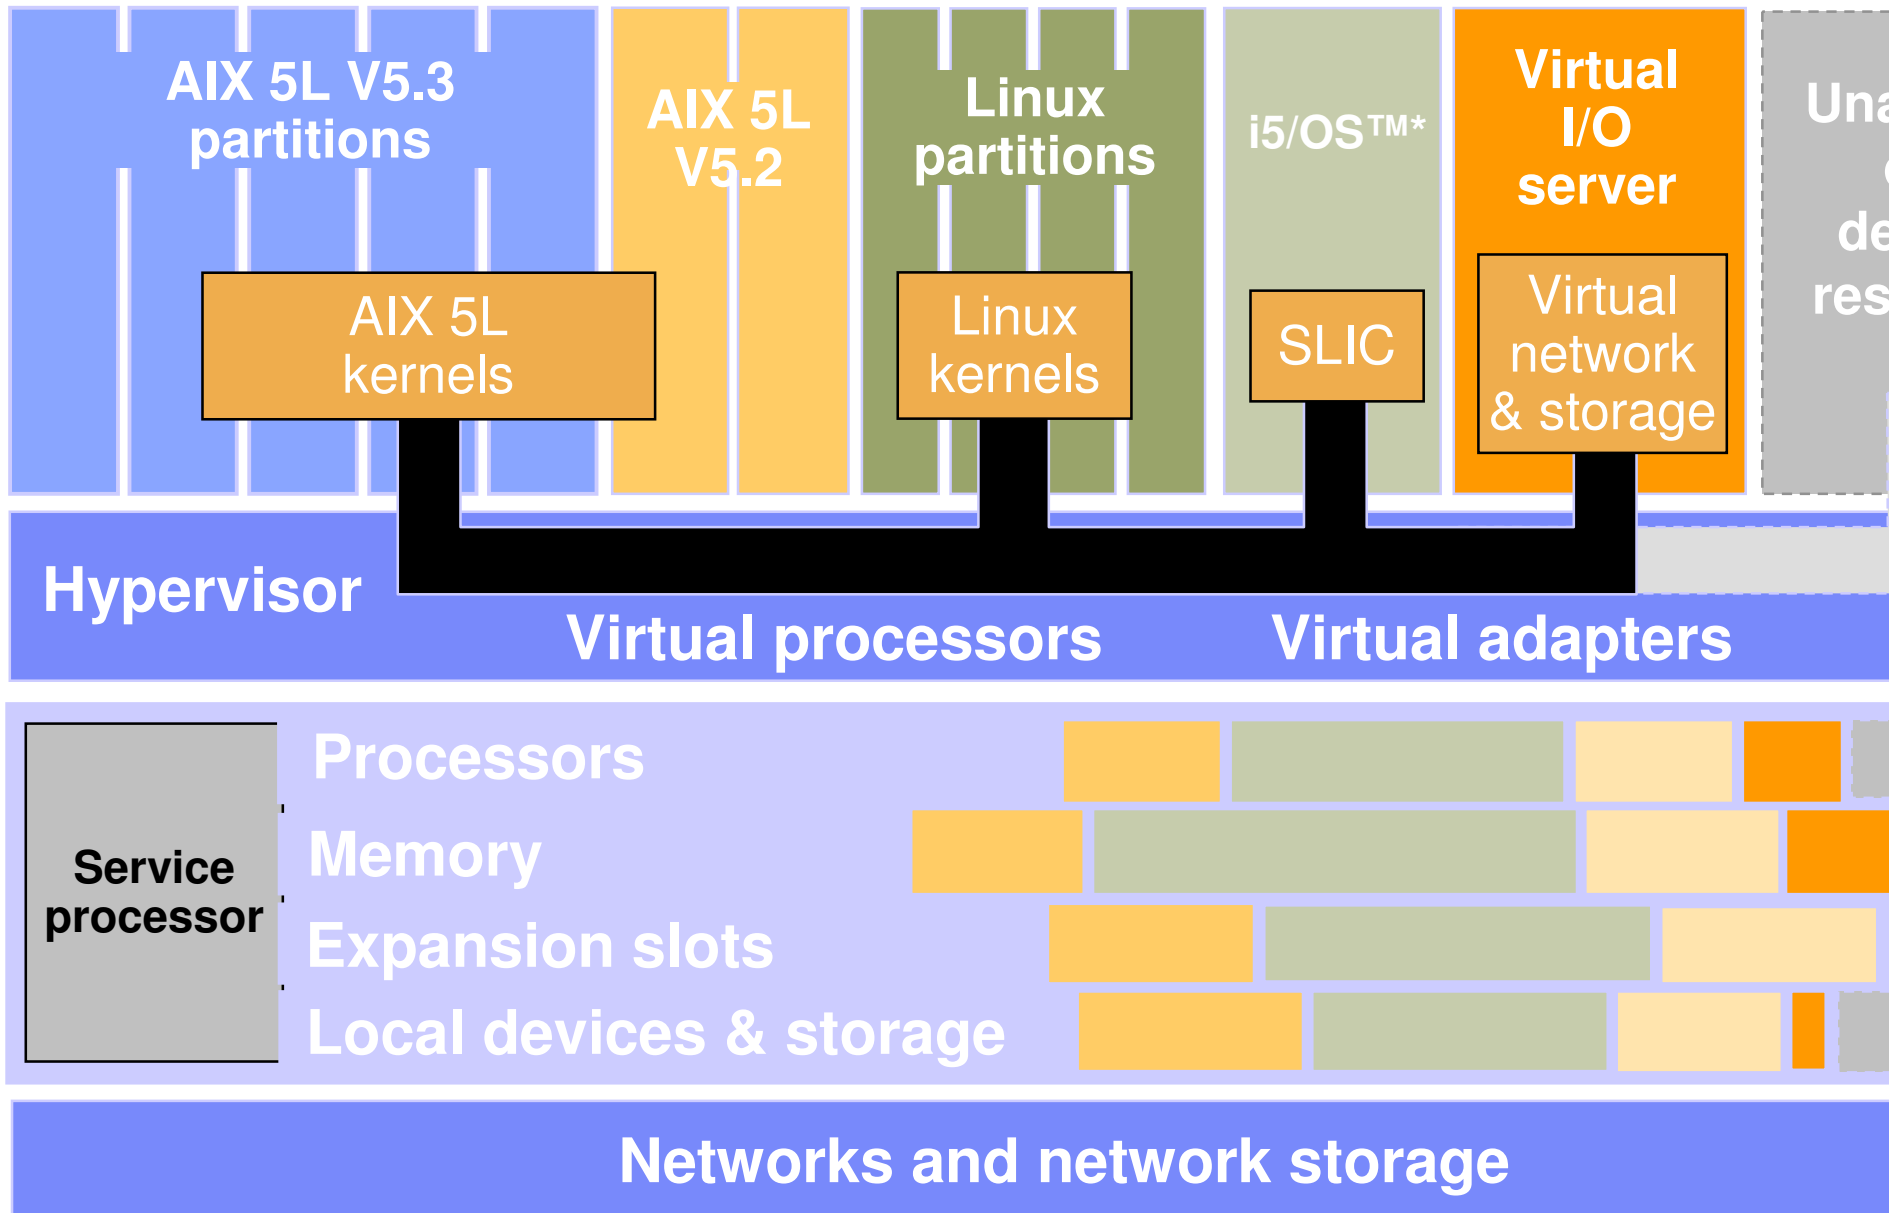 AIX 5L V5.3
partitions
AIX 5L
V5.2
Linux
partitions
i5/OS™*
Virtual
I/O
server
AIX 5L
kernels
Linux
kernels
SLIC
Virtual
network
& storage
Hypervisor
Virtual processors
Virtual adapters
Service
processor
Processors
Memory
Expansion slots
Local devices & storage
Networks and network storage